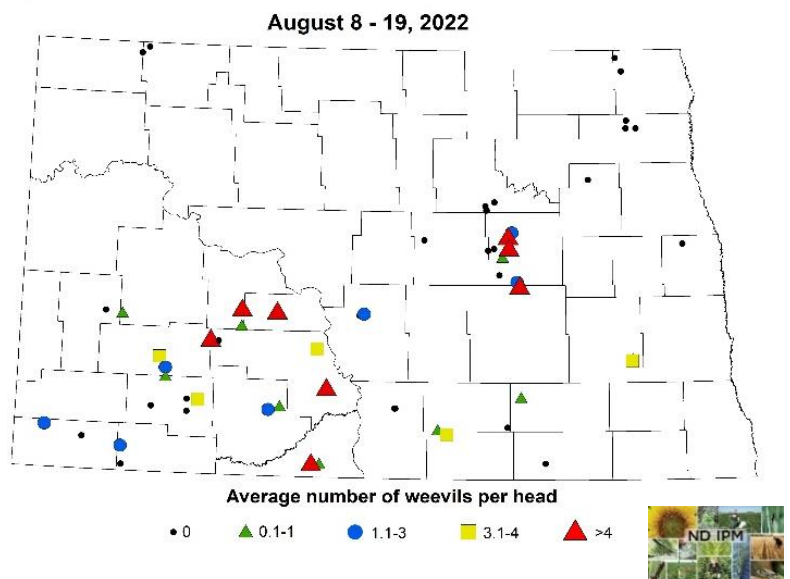 August 8 - 19, 2022
Average number of weevils per head
0 0.1-1 1.1-3 3.1-4 >4
ND IPM